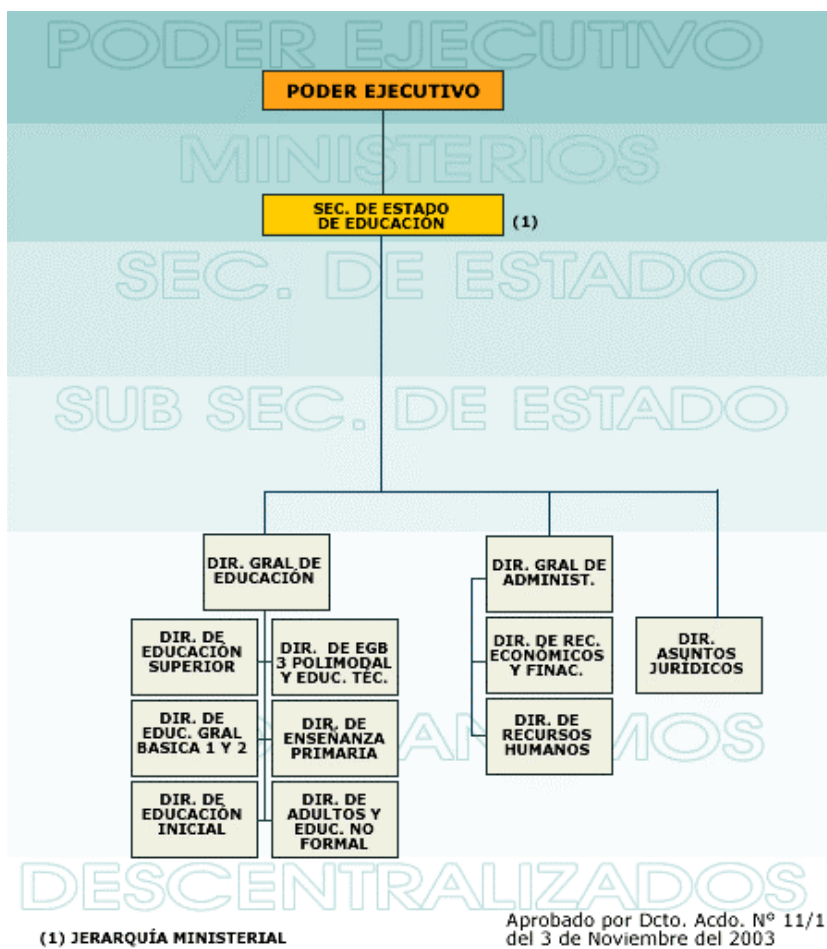 PODER EJECUTIVO
PODER EJECUTIVO
MINISTERIOS
SEC. DE ESTADO
DE EDUCACIÓN
(1)
SEC. DE ESTADO
SUB SEC. DE ESTADO
DIR. GRAL DE
EDUCACIÓN
DIR. GRAL DE
ADMINIST.
DIR. DE
EDUCACIÓN
SUPERIOR
DIR. DE EGB
3 POLIMODAL
Y EDUC. TÉC.
DIR. DE REC.
ECONÓMICOS
Y FINAC.
DIR.
ASUNTOS
JURÍDICOS
DIR. DE
EDUC. GRAL
BASICA 1 Y 2
DIR. DE
ENSEÑANZA
PRIMARIA
DIR. DE
RECURSOS
HUMANOS
DIR. DE
EDUCACIÓN
INICIAL
DIR. DE
ADULTOS Y
EDUC. NO
FORMAL
DESCENTRALIZADOS
(1) JERARQUÍA MINISTERIAL
Aprobado por Dcto. Acdo. Nº 11/1
del 3 de Noviembre del 2003